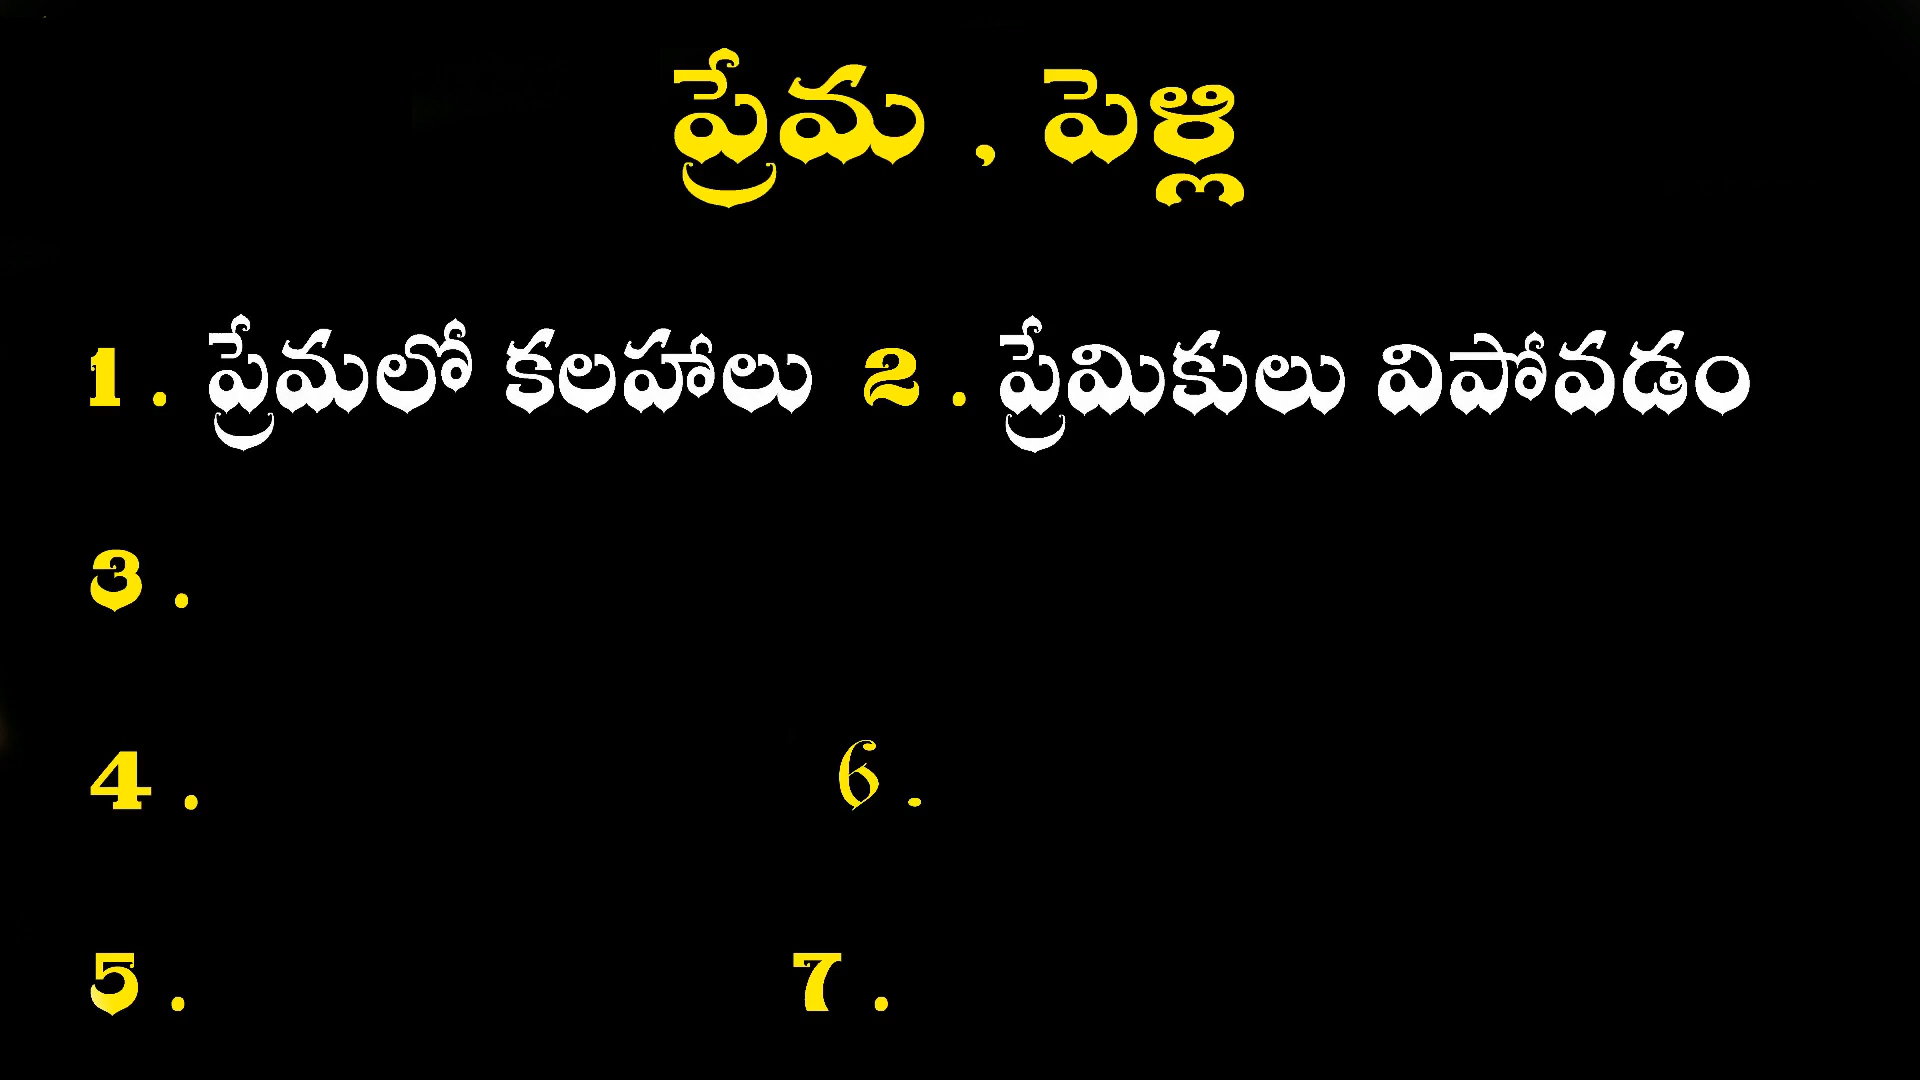 ప్రేమ , పెళ్లి
1 . ప్రేమలో కలహాలు 2 . ప్రేమికులు విపోవడం
3 .
4 . 6 .
5 . 7 .